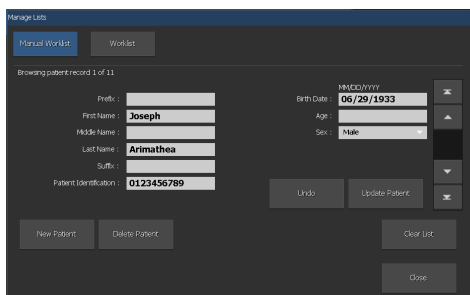 Manage Lists
Manual Worklist Worklist
Browsing patient record 1 of 11
MM/DD/YYYY
Prefix : Birth Date : 06/29/1933
First Name : Joseph Age :
Middle Name : Sex : Male
Last Name : Arimathea
Suffix :
Patient Identification : 0123456789
Undo Update Patient
New Patient Delete Patient Clear List
Close